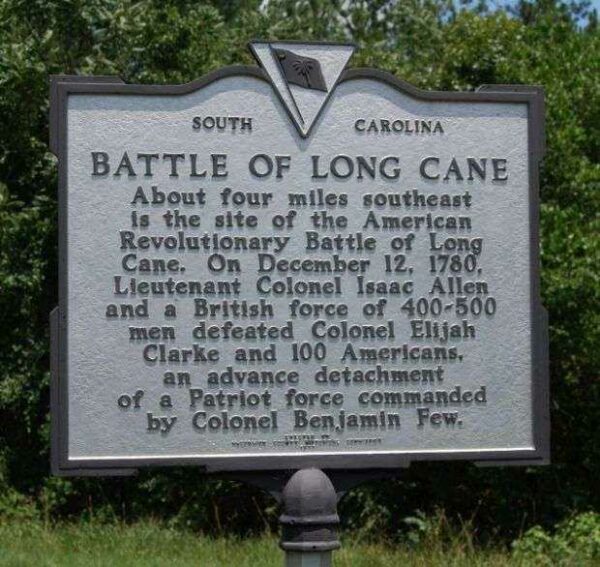 SOUTH CAROLINA
BATTLE OF LONG CANE
About four miles southeast
is the site of the American
Revolutionary Battle of Long
Cane. On December 12, 1780,
Lieutenant Colonel Isaac Allen
and a British force of 400-500
men defeated Colonel Elijah
Clarke and 100 Americans,
an advance detachment
of a Patriot force commanded
by Colonel Benjamin Few.